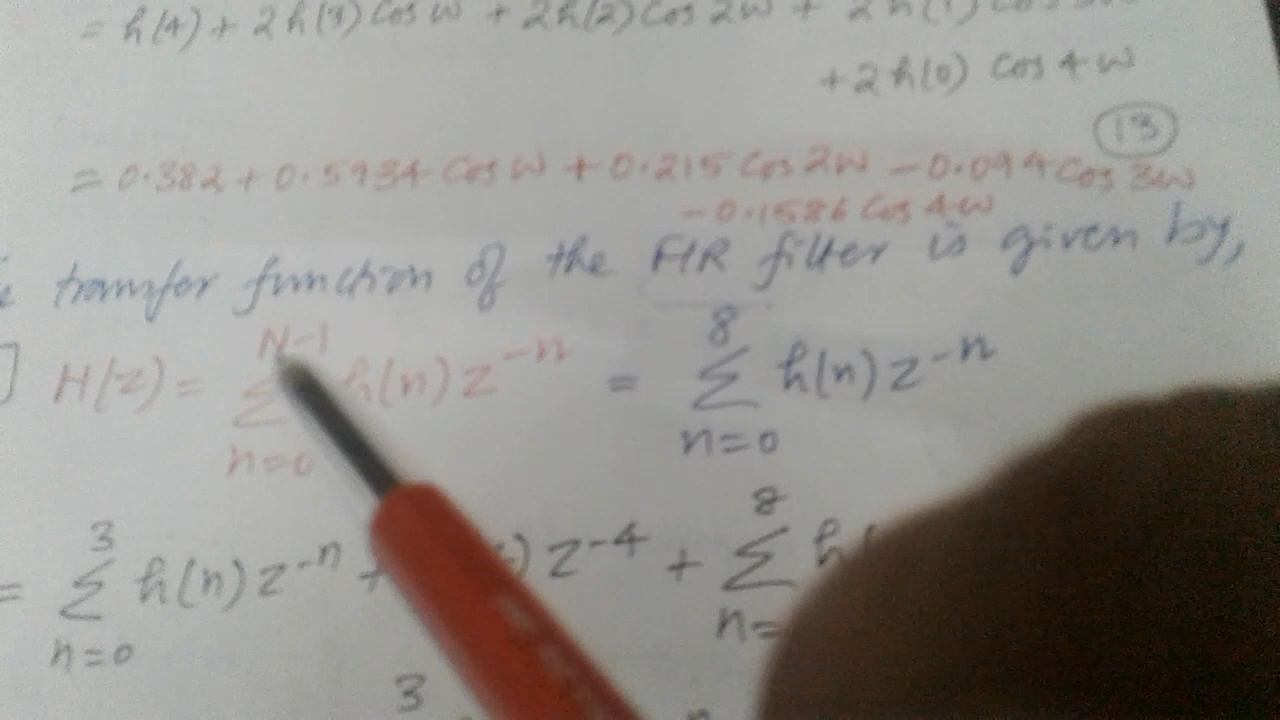 = h(4) + 2h(3) Cos w + 2h(2) Cos 2w + 2h(1)
+ 2h(0) Cos 4w
13
= 0.382 + 0.5934 Cos w + 0.215 Cos 2w - 0.094 Cos 3w
- 0.1586 Cos 4w
transfer function of the FIR filter is given by,
] H(z) = N-1 Σ n=0 h(n) z^-n = 8 Σ n=0 h(n) z^-n
= 3 Σ n=0 h(n) z^-n + ) z^-4 + 8 Σ n= h(
3